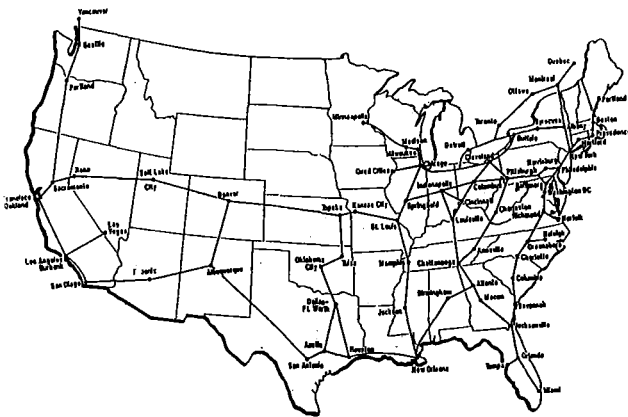 Vancouver
Seattle
Portland
Quebec
Montreal
Ottawa
Portland
Toronto
Minneapolis
Syracuse
Albany
Boston
Providence
Hartford
New York
Madison
Milwaukee
Detroit
Buffalo
Cleveland
Quad Cities
Harrisburg
Philadelphia
Reno
Salt Lake
City
Pittsburgh
Indianapolis
Columbus
Baltimore
Washington DC
Sacramento
Oakland
Denver
Topeka
Kansas City
Springfield
Cincinnati
Charleston
Richmond
Norfolk
St. Louis
Louisville
Las
Vegas
Raleigh
Greensboro
Knoxville
Charlotte
Los Angeles
Burbank
Oklahoma
City
Tulsa
Memphis
Chattanooga
San Diego
Albuquerque
Columbia
Birmingham
Atlanta
Macon
Dallas-
Ft. Worth
Jackson
Savannah
Jacksonville
Austin
Houston
San Antonio
New Orleans
Orlando
Tampa
Miami